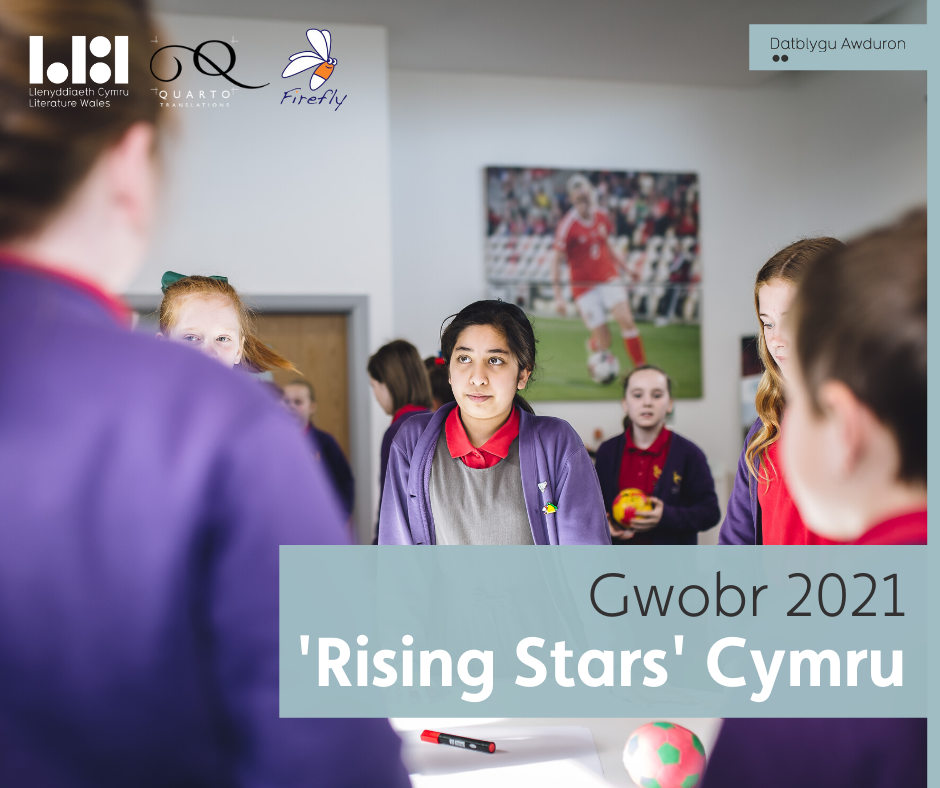 Llenyddiaeth Cymru
Literature Wales
QUARTO
TRANSLATIONS
Firefly
Datblygu Awduron
Gwobr 2021
'Rising Stars' Cymru